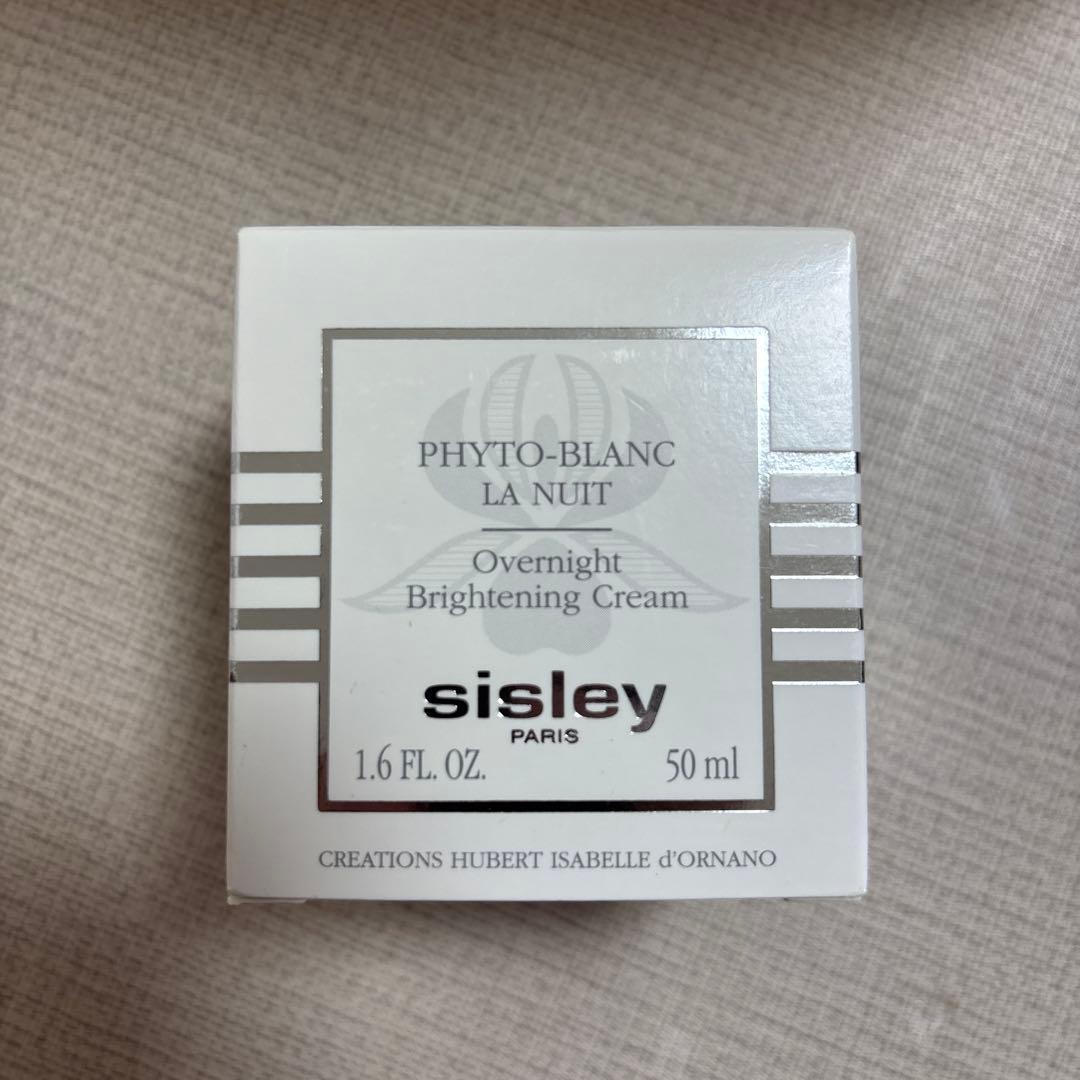 PHYTO-BLANC
LA NUIT
Overnight
Brightening Cream
sisley
PARIS
1.6 FL. OZ. 50 ml
CREATIONS HUBERT ISABELLE d'ORNANO